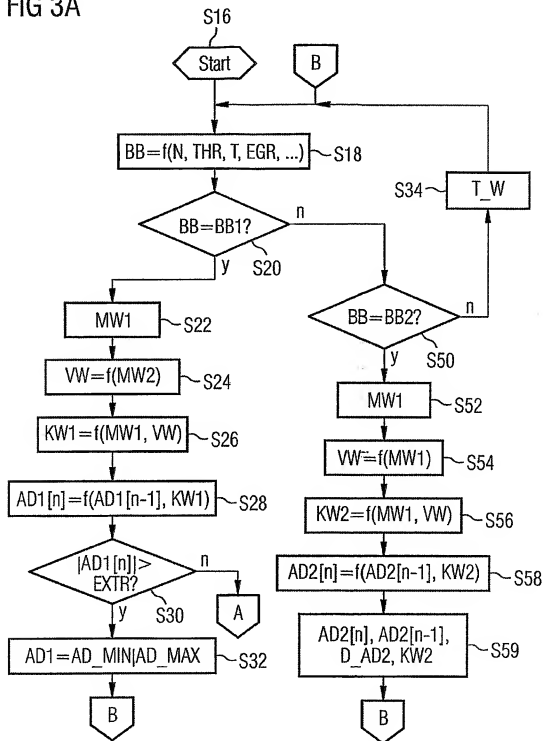 FIG 3A
S16
Start
B
BB=f(N, THR, T, EGR, ...)
S18
S34
T_W
BB=BB1?
n
y
S20
BB=BB2?
n
y
S50
MW1
S22
MW1
S52
VW=f(MW2)
S24
VW=f(MW1)
S54
KW1=f(MW1, VW)
S26
KW2=f(MW1, VW)
S56
AD1[n]=f(AD1[n-1], KW1)
S28
AD2[n]=f(AD2[n-1], KW2)
S58
|AD1[n]|>
EXTR?
n
y
S30
A
AD2[n], AD2[n-1],
D_AD2, KW2
S59
AD1=AD_MIN|AD_MAX
S32
B
B